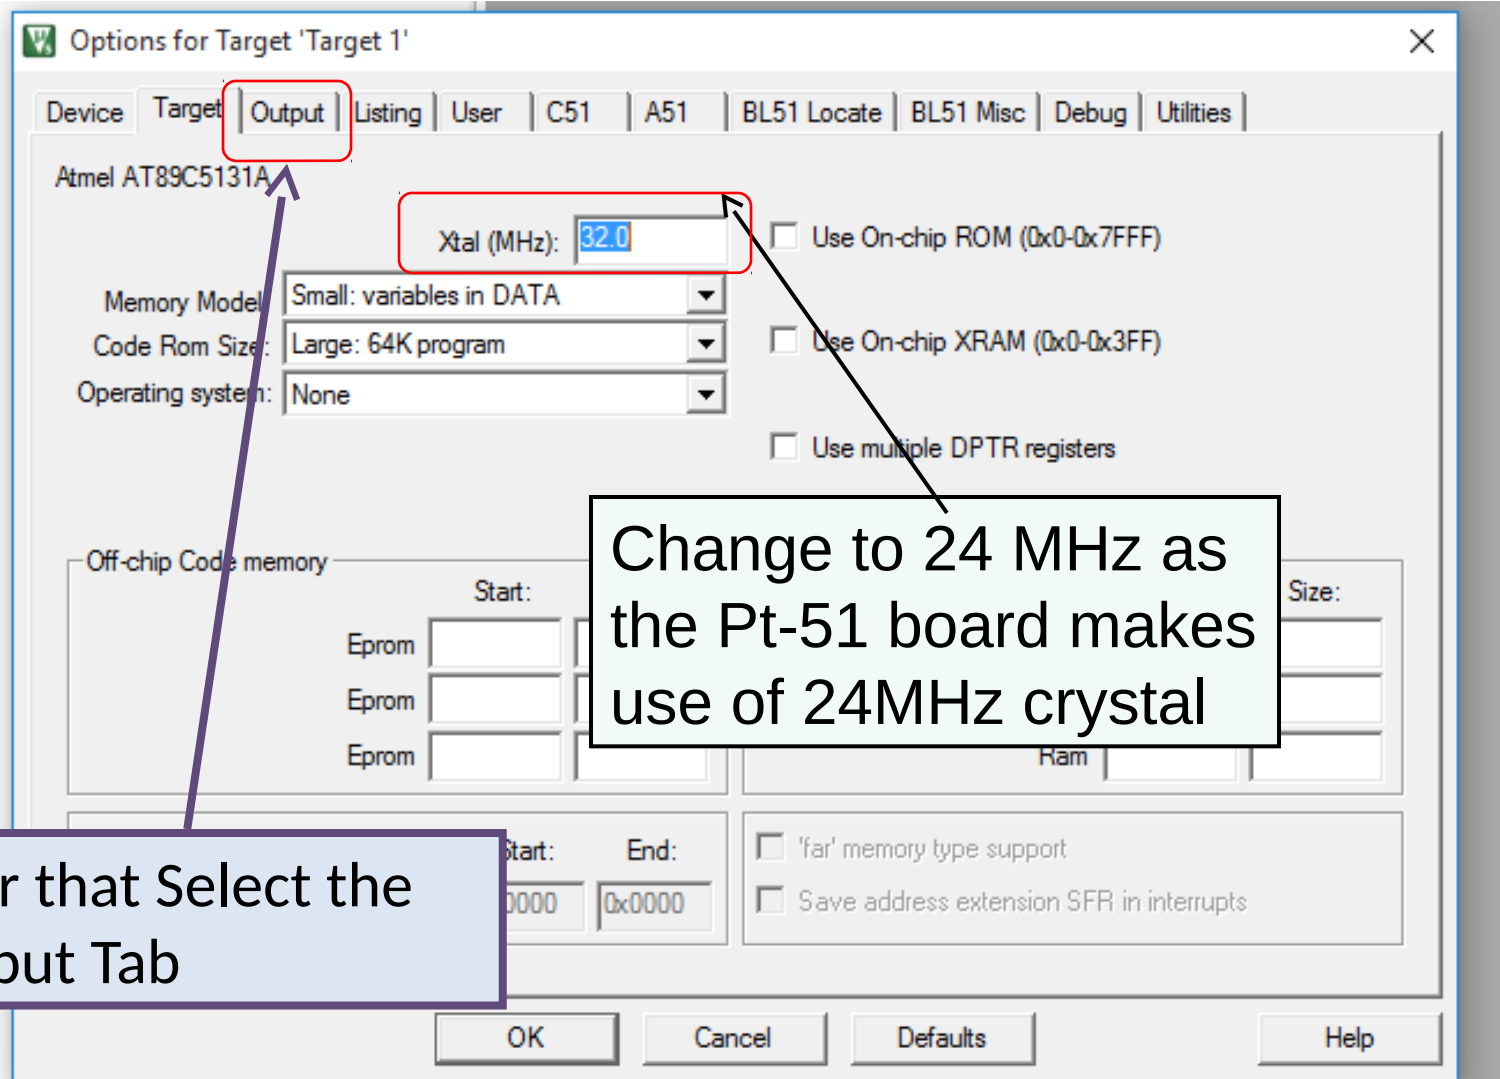 Options for Target 'Target 1'
Device Target Output Listing User C51 A51 BL51 Locate BL51 Misc Debug Utilities
Atmel AT89C5131A
Xtal (MHz): 32.0
Use On-chip ROM (0x0-0x7FFF)
Memory Model: Small: variables in DATA
Code Rom Size: Large: 64K program
Use On-chip XRAM (0x0-0x3FF)
Operating system: None
Use multiple DPTR registers
Change to 24 MHz as
the Pt-51 board makes
use of 24MHz crystal
Off-chip Code memory
Start:
Size:
Eprom
Eprom
Eprom
Ram
r that Select the
put Tab
Start: End:
0000 0x0000
'far' memory type support
Save address extension SFR in interrupts
OK Cancel Defaults Help